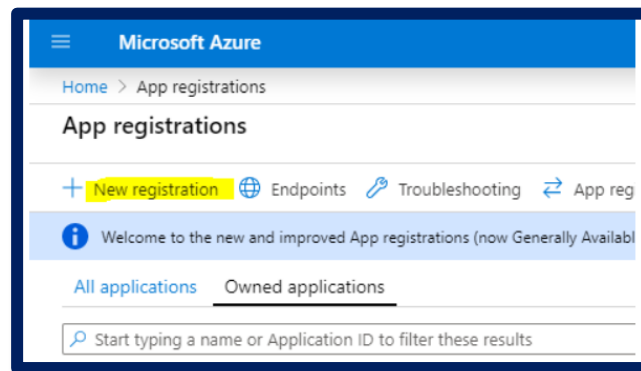 Microsoft Azure
Home > App registrations
App registrations
+ New registration Endpoints Troubleshooting App reg
Welcome to the new and improved App registrations (now Generally Availabl
All applications Owned applications
Start typing a name or Application ID to filter these results